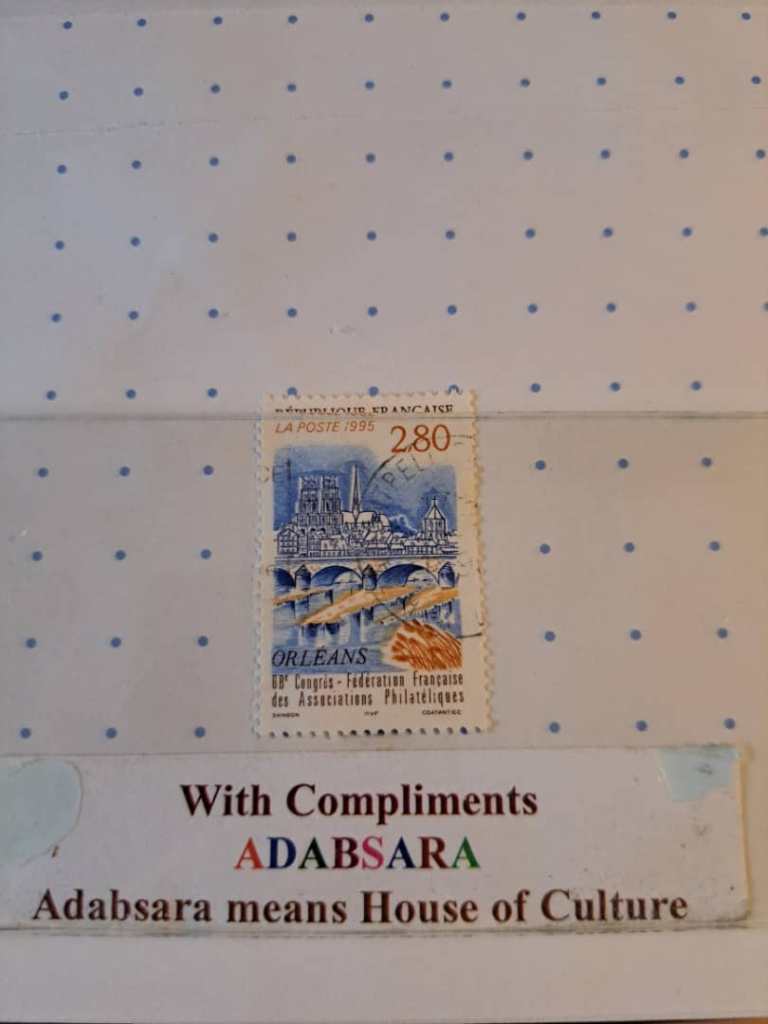 RÉPUBLIQUE FRANÇAISE
LA POSTE 1995
2,80
ORLÉANS
68e Congrès - Fédération Française
des Associations Philatéliques
With Compliments
ADABSARA
Adabsara means House of Culture